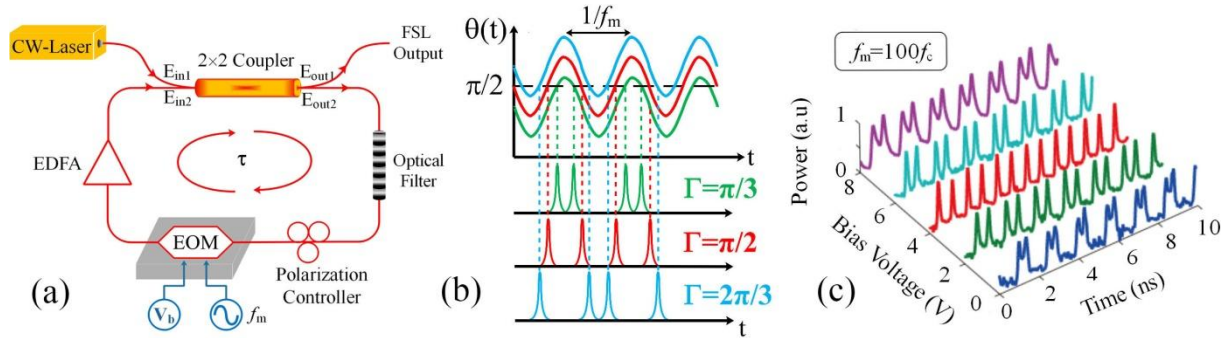 CW-Laser
2×2 Coupler
FSL
Output
E_in1
E_in2
E_out1
E_out2
EDFA
τ
Optical
Filter
EOM
Polarization
Controller
V_b
f_m
(a)
θ(t)
1/f_m
π/2
t
Γ=π/3
Γ=π/2
Γ=2π/3
t
(b)
f_m=100f_c
Power (a.u)
1
0
8
6
4
2
0
Bias Voltage (V)
0
2
4
6
8
10
Time (ns)
(c)